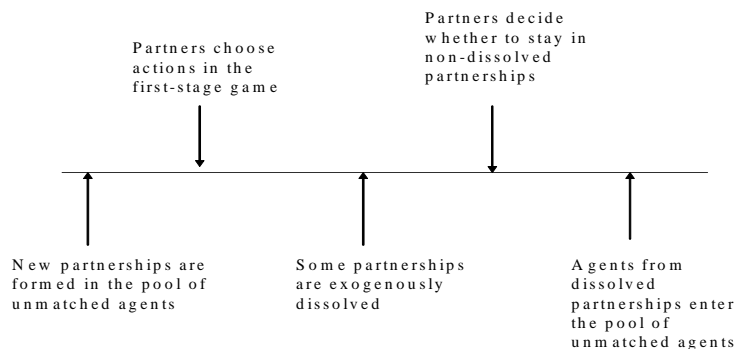 Partners choose
actions in the
first-stage game
Partners decide
whether to stay in
non-dissolved
partnerships
New partnerships are
formed in the pool of
unmatched agents
Some partnerships
are exogenously
dissolved
Agents from
dissolved
partnerships enter
the pool of
unmatched agents